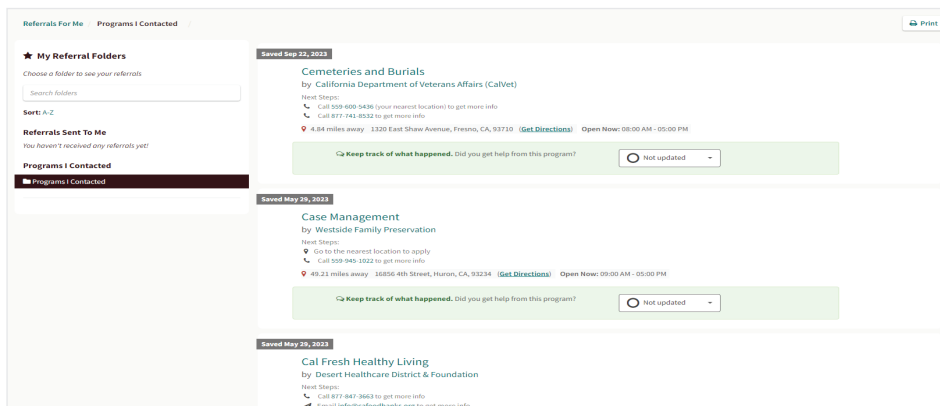 Referrals For Me / Programs I Contacted /
Print
★ My Referral Folders
Choose a folder to see your referrals
Search folders
Sort: A-Z
Referrals Sent To Me
You haven't received any referrals yet!
Programs I Contacted
Programs I Contacted
Saved Sep 22, 2023
Cemeteries and Burials
by California Department of Veterans Affairs (CalVet)
Next Steps:
Call 559-600-5436 (your nearest location) to get more info
Call 877-741-8532 to get more info
4.84 miles away 1320 East Shaw Avenue, Fresno, CA, 93710 (Get Directions) Open Now: 08:00 AM - 05:00 PM
Keep track of what happened. Did you get help from this program?
Not updated
Saved May 29, 2023
Case Management
by Westside Family Preservation
Next Steps:
Go to the nearest location to apply
Call 559-945-1022 to get more info
49.21 miles away 16856 4th Street, Huron, CA, 93234 (Get Directions) Open Now: 09:00 AM - 05:00 PM
Keep track of what happened. Did you get help from this program?
Not updated
Saved May 29, 2023
Cal Fresh Healthy Living
by Desert Healthcare District & Foundation
Next Steps:
Call 877-847-3663 to get more info
Email info@cafoodbanks.org to get more info